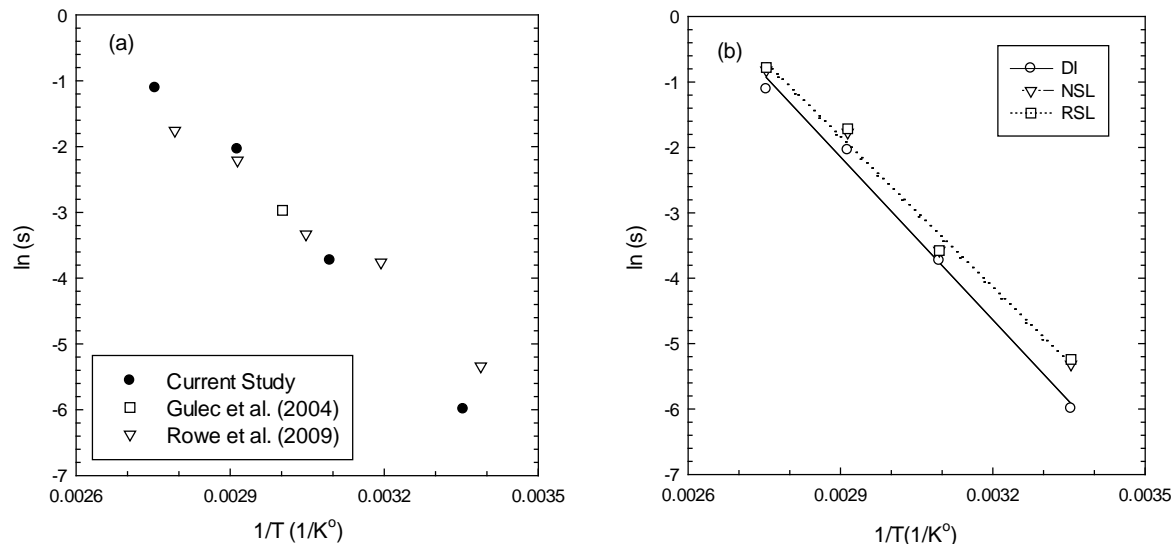 (a)
ln (s)
0
-1
-2
-3
-4
-5
-6
-7
0.0026
0.0029
0.0032
0.0035
1/T (1/K°)
Current Study
Gulec et al. (2004)
Rowe et al. (2009)
(b)
ln (s)
0
-1
-2
-3
-4
-5
-6
-7
0.0026
0.0029
0.0032
0.0035
1/T(1/K°)
DI
NSL
RSL